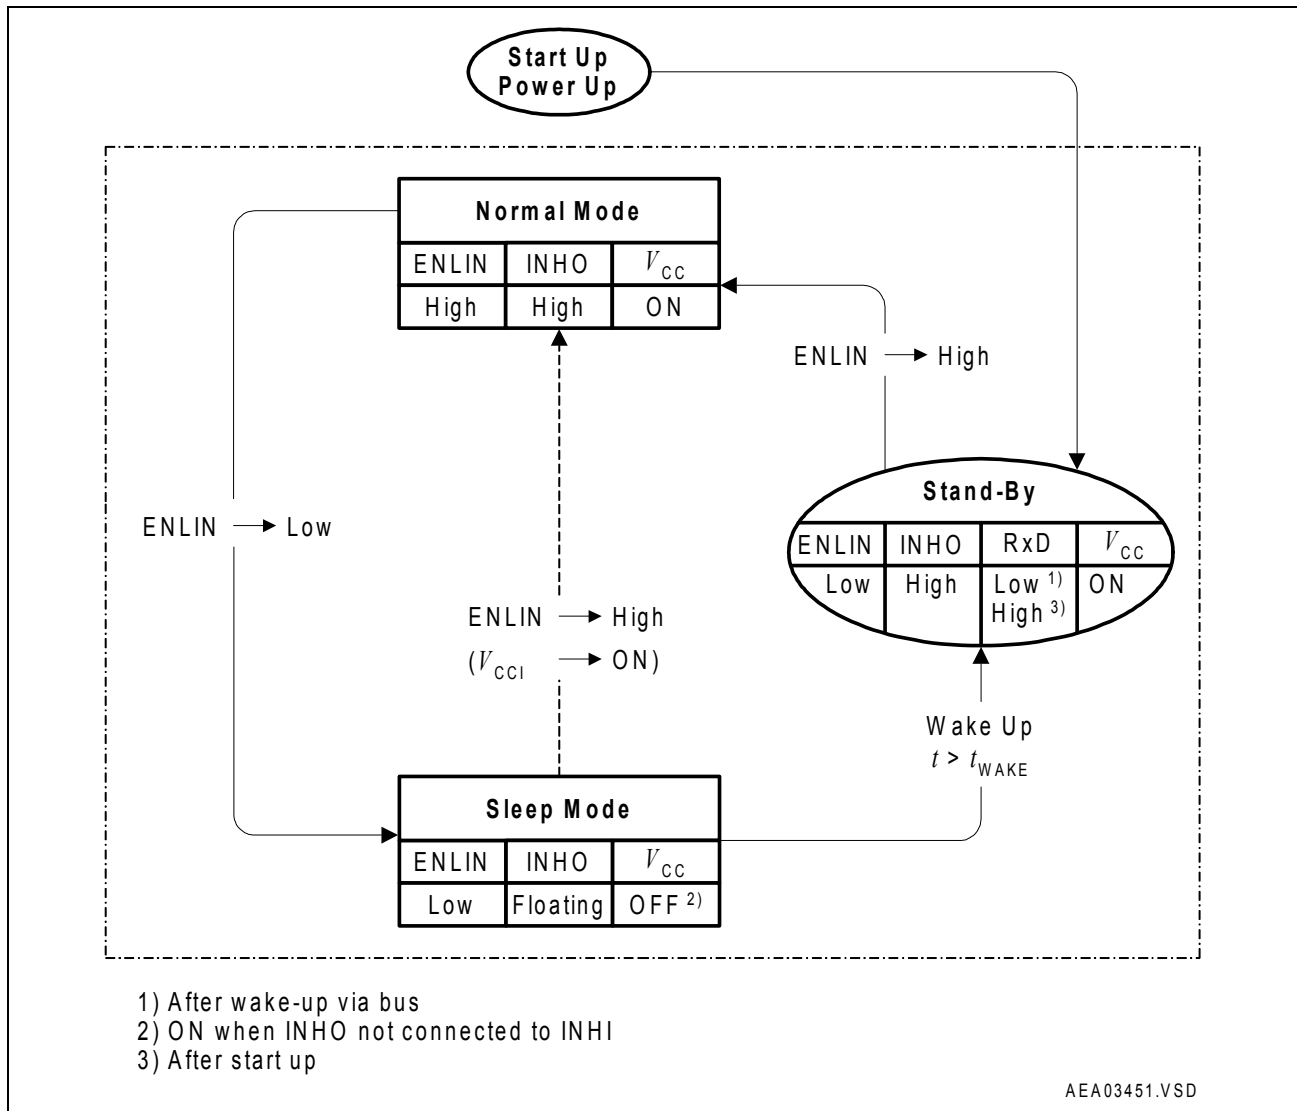 Start Up
Power Up
Normal Mode
ENLIN INHO VCC
High High ON
ENLIN → High
ENLIN → Low
Stand-By
ENLIN INHO RxD VCC
Low High Low 1) ON
High 3)
ENLIN → High
(VCCI → ON)
Wake Up
t > tWAKE
Sleep Mode
ENLIN INHO VCC
Low Floating OFF 2)
1) After wake-up via bus
2) ON when INHO not connected to INHI
3) After start up
AEA03451.VSD